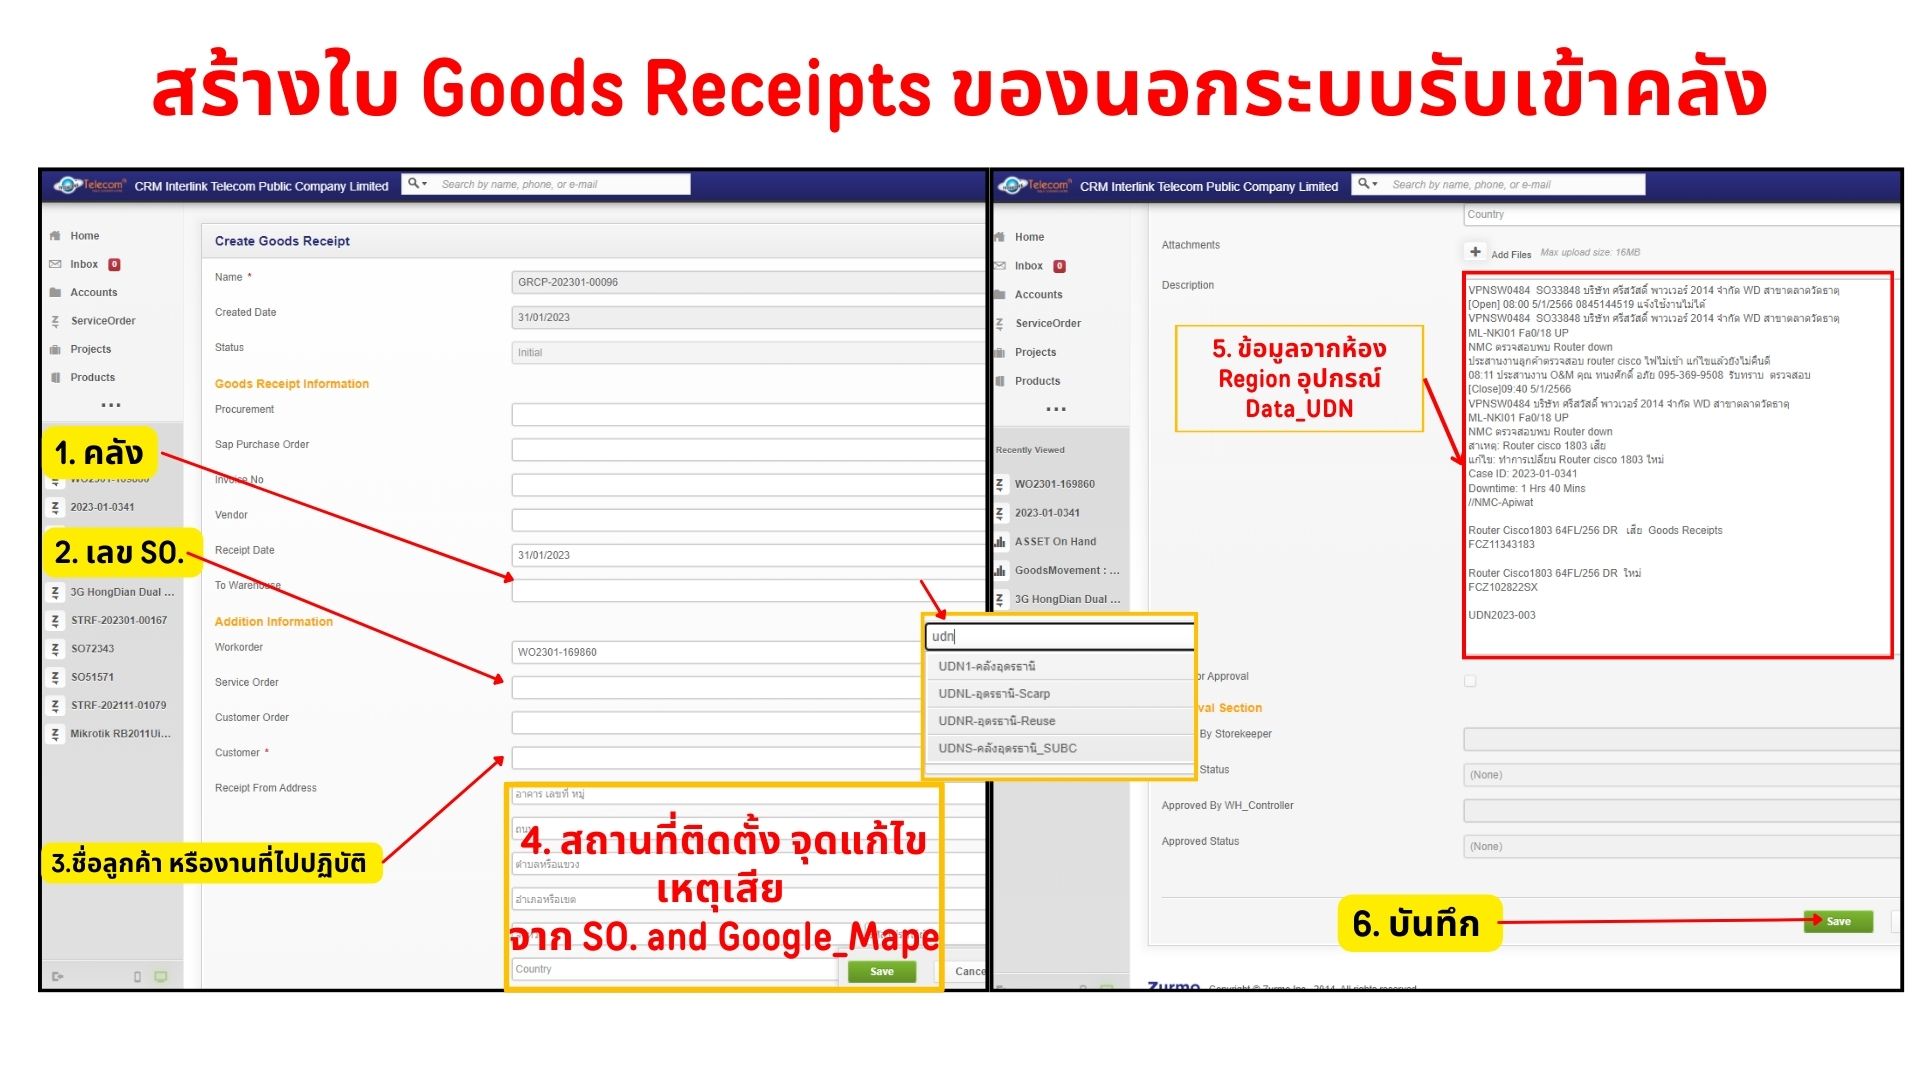 สร้างใบ Goods Receipts ของนอกระบบรับเข้าคลัง
Telecom
CRM Interlink Telecom Public Company Limited
Search by name, phone, or e-mail
Home
Inbox 0
Accounts
ServiceOrder
Projects
Products
...
1. คลัง
2023-01-0341
2. เลข SO.
3G HongDian Dual ...
STRF-202301-00167
SO72343
SO51571
STRF-202111-01079
Mikrotik RB2011Ui...
3.ชื่อลูกค้า หรืองานที่ไปปฏิบัติ
Create Goods Receipt
Name *
GRCP-202301-00096
Created Date
31/01/2023
Status
Initial
Goods Receipt Information
Procurement
Sap Purchase Order
Invoice No
Vendor
Receipt Date
31/01/2023
To Warehouse
Addition Information
Workorder
WO2301-169860
Service Order
Customer Order
Customer *
Receipt From Address
อาคาร เลขที่ หมู่
ตำบลหรือแขวง
อำเภอหรือเขต
Country
4. สถานที่ติดตั้ง จุดแก้ไข
เหตุเสีย
จาก SO. and Google_Mape
Save
udn
UDN1-คลังอุดรธานี
UDNL-อุดรธานี-Scarp
UDNR-อุดรธานี-Reuse
UDNS-คลังอุดรธานี_SUBC
Telecom
CRM Interlink Telecom Public Company Limited
Search by name, phone, or e-mail
Home
Inbox 0
Accounts
ServiceOrder
Projects
Products
...
Recently Viewed
WO2301-169860
2023-01-0341
ASSET On Hand
GoodsMovement : ...
3G HongDian Dual ...
Country
Attachments
Add Files Max upload size: 16MB
Description
5. ข้อมูลจากห้อง
Region อุปกรณ์
Data_UDN
VPNSW0484 SO33848 บริษัท ศรีสวัสดิ์ พาวเวอร์ 2014 จำกัด WD สาขาตลาดวัดธาตุ
[Open] 08:00 5/1/2566 0845144519 แจ้งใช้งานไม่ได้
VPNSW0484 SO33848 บริษัท ศรีสวัสดิ์ พาวเวอร์ 2014 จำกัด WD สาขาตลาดวัดธาตุ
ML-NKI01 Fa0/18 UP
NMC ตรวจสอบพบ Router down
ประสานงานลูกค้าตรวจสอบ router cisco ไฟไม่เข้า แก้ไขแล้วยังไม่คืนดี
08:11 ประสานงาน O&M คุณ ทนงศักดิ์ อภัย 095-369-9508 รับทราบ ตรวจสอบ
[Close]09:40 5/1/2566
VPNSW0484 บริษัท ศรีสวัสดิ์ พาวเวอร์ 2014 จำกัด WD สาขาตลาดวัดธาตุ
ML-NKI01 Fa0/18 UP
NMC ตรวจสอบพบ Router down
สาเหตุ: Router cisco 1803 เสีย
แก้ไข: ทำการเปลี่ยน Router cisco 1803 ใหม่
Case ID: 2023-01-0341
Downtime: 1 Hrs 40 Mins
//NMC-Apiwat
Router Cisco1803 64FL/256 DR เสีย Goods Receipts
FCZ11343183
Router Cisco1803 64FL/256 DR ใหม่
FCZ102822SX
UDN2023-003
or Approval
val Section
By Storekeeper
Status
(None)
Approved By WH_Controller
Approved Status
(None)
6. บันทึก
Save